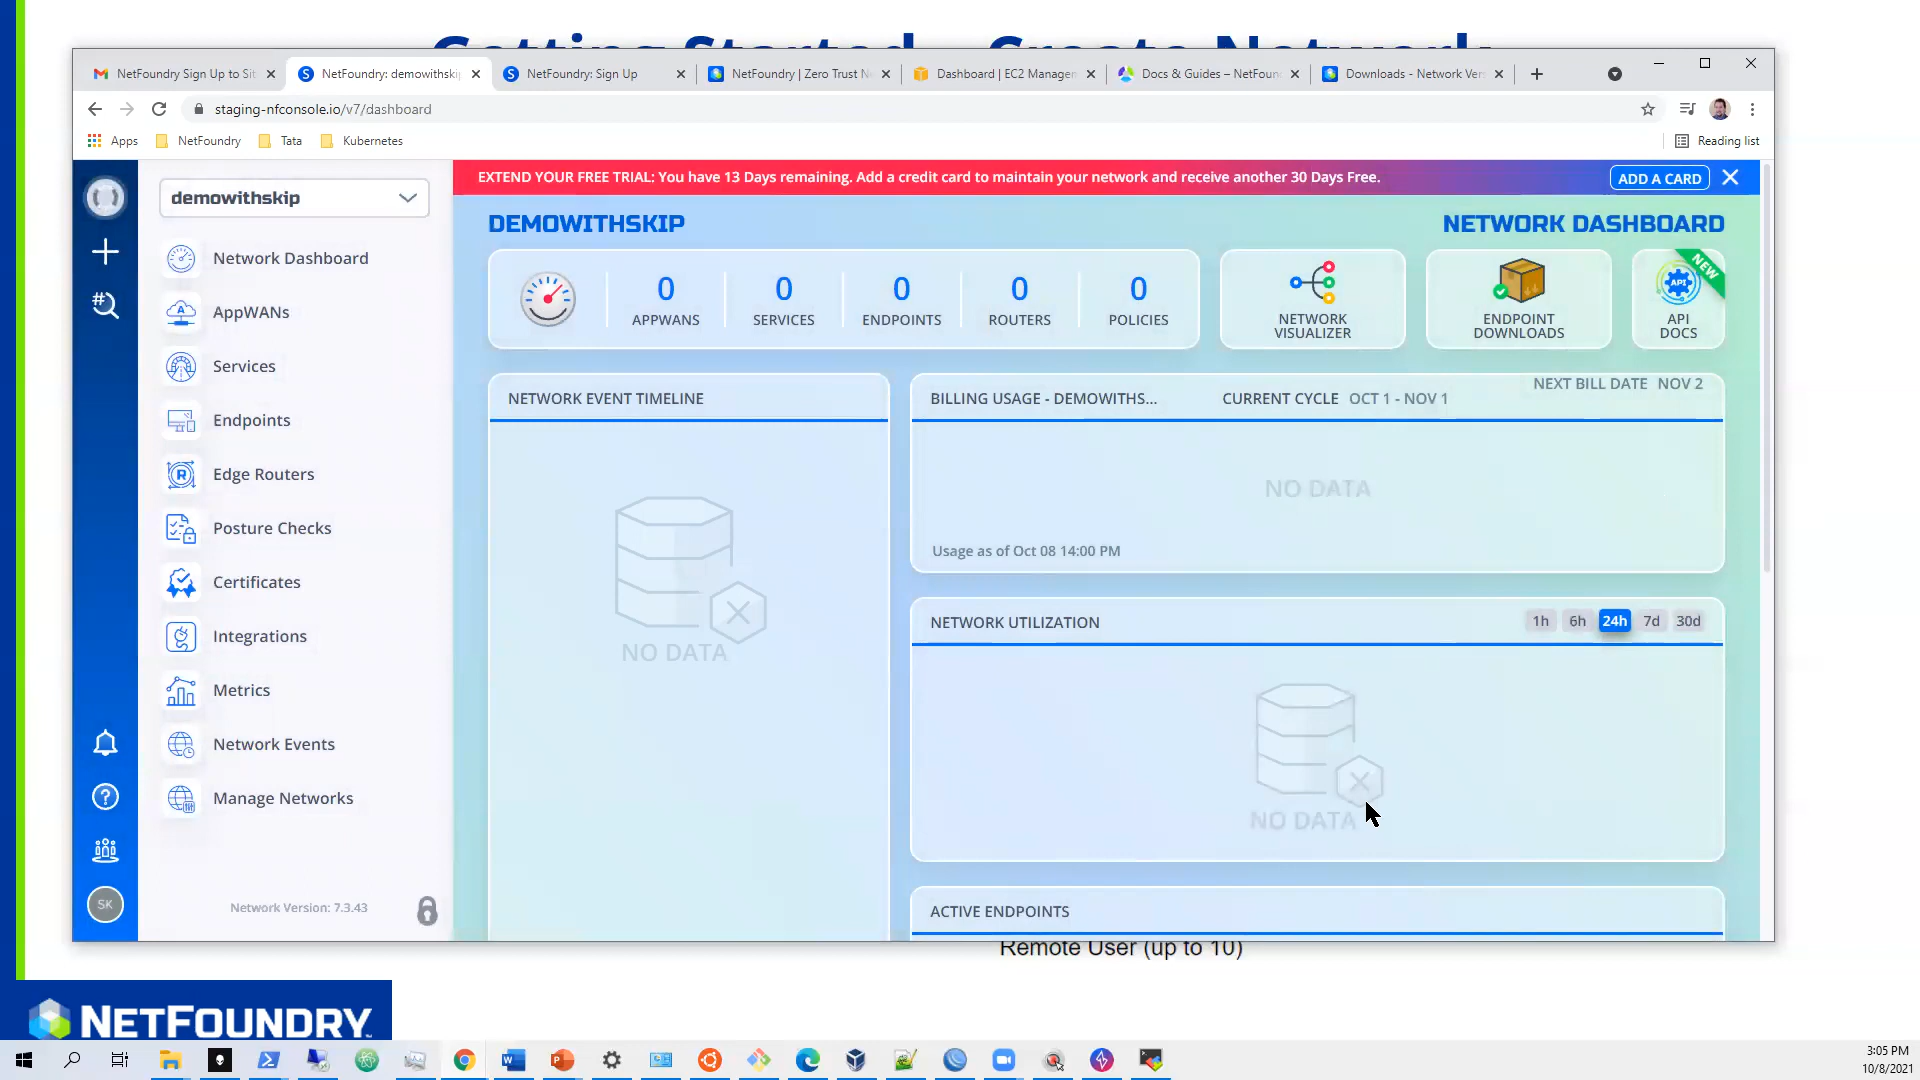 Getting Started – Create Network
NetFoundry Sign Up to Sit
NetFoundry: demowithski
NetFoundry: Sign Up
NetFoundry | Zero Trust N
Dashboard | EC2 Managem
Docs & Guides – NetFoun
Downloads - Network Ver
staging-nfconsole.io/v7/dashboard
Apps
NetFoundry
Tata
Kubernetes
Reading list
demowithskip
EXTEND YOUR FREE TRIAL: You have 13 Days remaining. Add a credit card to maintain your network and receive another 30 Days Free.
ADD A CARD
Network Dashboard
AppWANs
Services
Endpoints
Edge Routers
Posture Checks
Certificates
Integrations
Metrics
Network Events
Manage Networks
SK
Network Version: 7.3.43
DEMOWITHSKIP
NETWORK DASHBOARD
0
APPWANS
0
SERVICES
0
ENDPOINTS
0
ROUTERS
0
POLICIES
NETWORK
VISUALIZER
ENDPOINT
DOWNLOADS
NEW
API
API
DOCS
NETWORK EVENT TIMELINE
NO DATA
BILLING USAGE - DEMOWITHS...
CURRENT CYCLE OCT 1 - NOV 1
NEXT BILL DATE NOV 2
NO DATA
Usage as of Oct 08 14:00 PM
NETWORK UTILIZATION
1h
6h
24h
7d
30d
NO DATA
ACTIVE ENDPOINTS
Remote User (up to 10)
NETFOUNDRY
3:05 PM
10/8/2021